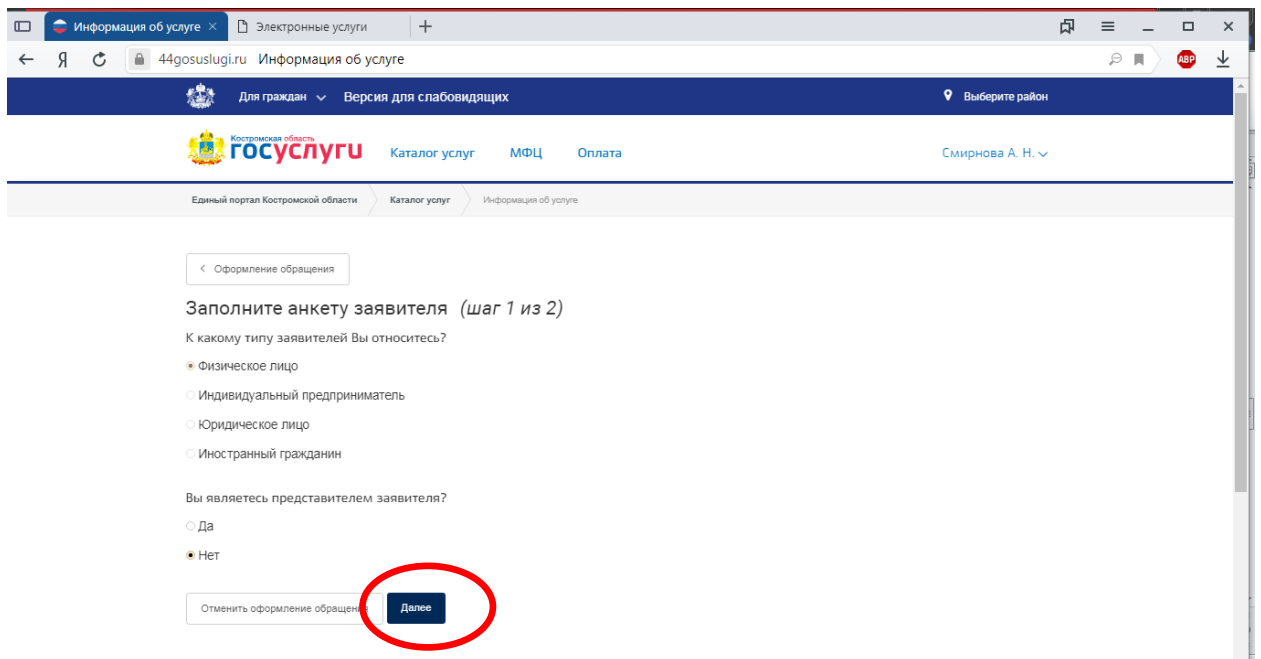 Информация об услуге
Электронные услуги
Я
44gosuslugi.ru Информация об услуге
ABP
Для граждан
Версия для слабовидящих
Выберите район
Костромская область
госуслуги
Каталог услуг
МФЦ
Оплата
Смирнова А. Н.
Единый портал Костромской области
Каталог услуг
Информация об услуге
Оформление обращения
Заполните анкету заявителя (шаг 1 из 2)
К какому типу заявителей Вы относитесь?
Физическое лицо
Индивидуальный предприниматель
Юридическое лицо
Иностранный гражданин
Вы являетесь представителем заявителя?
Да
Нет
Отменить оформление обращения
Далее